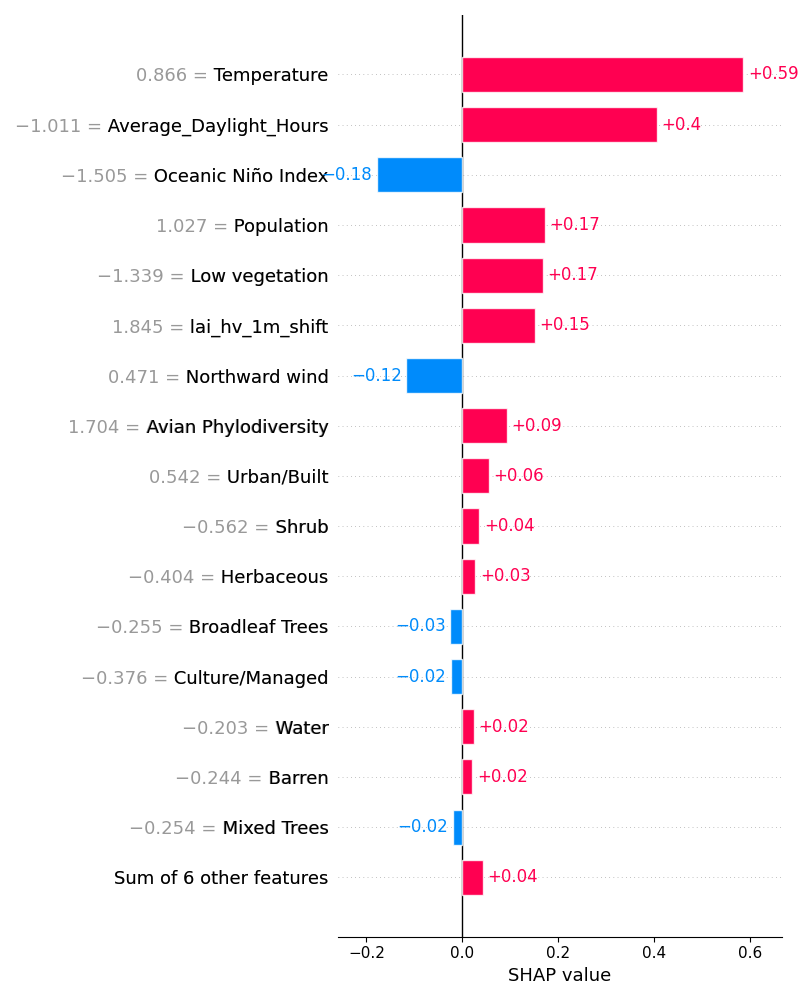 0.866 = Temperature +0.59
−1.011 = Average_Daylight_Hours +0.4
−1.505 = Oceanic Niño Index −0.18
1.027 = Population +0.17
−1.339 = Low vegetation +0.17
1.845 = lai_hv_1m_shift +0.15
0.471 = Northward wind −0.12
1.704 = Avian Phylodiversity +0.09
0.542 = Urban/Built +0.06
−0.562 = Shrub +0.04
−0.404 = Herbaceous +0.03
−0.255 = Broadleaf Trees −0.03
−0.376 = Culture/Managed −0.02
−0.203 = Water +0.02
−0.244 = Barren +0.02
−0.254 = Mixed Trees −0.02
Sum of 6 other features +0.04
−0.2 0.0 0.2 0.4 0.6
SHAP value